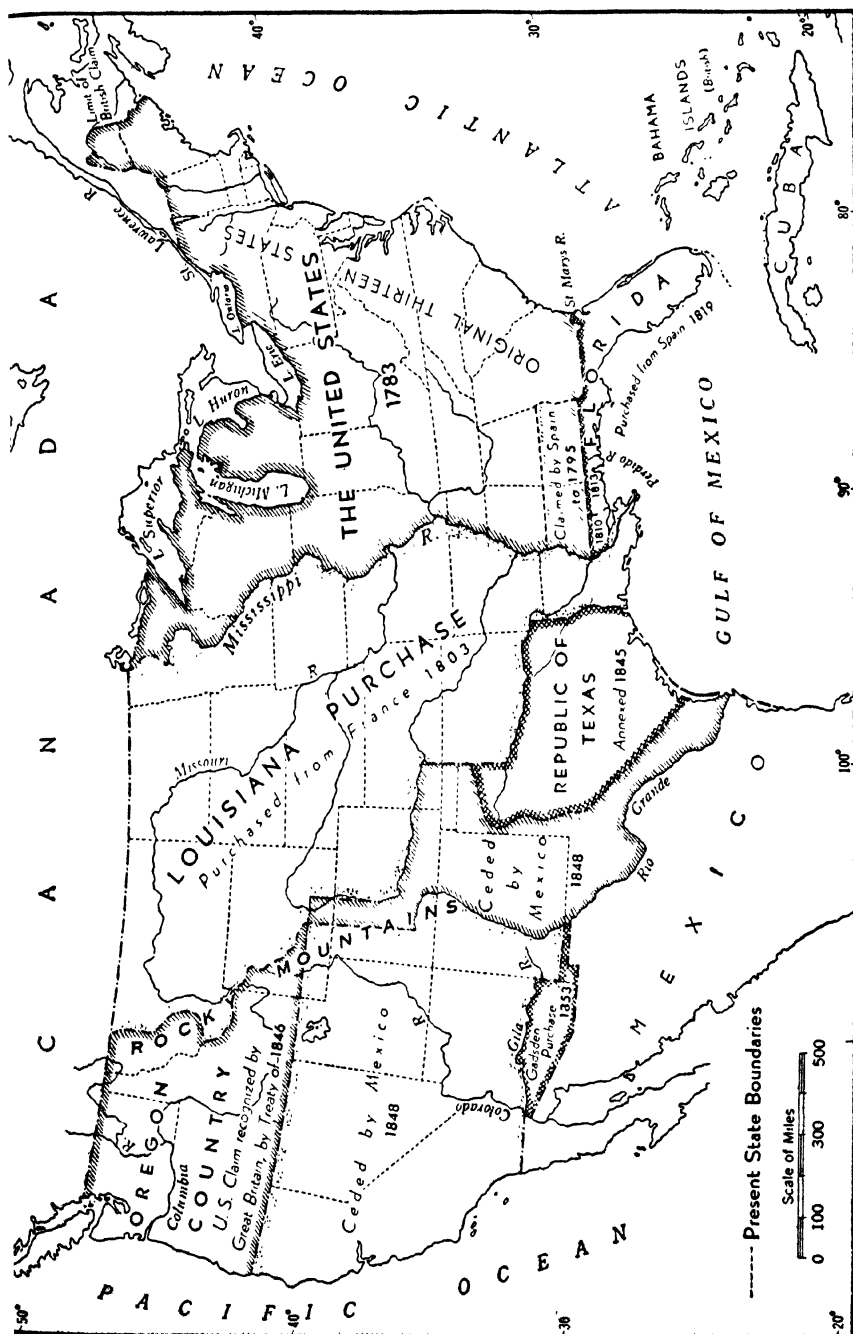 C A N A D A
Limit of
British Claim
St Lawrence R
L Superior
L Huron
L. Michigan
L. Erie
L Ontario
ATLANTIC OCEAN
PACIFIC OCEAN
THE UNITED STATES
1783
ORIGINAL THIRTEEN STATES
Mississippi R
Missouri R
LOUISIANA PURCHASE
Purchased from France 1803
ROCKY MOUNTAINS
OREGON
COUNTRY
Columbia R
U.S. Claim recognized by
Great Britain, by Treaty of 1846
Ceded by Mexico
1848
Colorado R
Gila R
Gadsden
Purchase
1853
Ceded
by
Mexico
1848
Rio Grande
REPUBLIC OF
TEXAS
Annexed 1845
Claimed by Spain
to 1795
1810
1813
FLORIDA
Perdido R
Purchased from Spain 1819
St Marys R.
BAHAMA
ISLANDS
(British)
CUBA
GULF OF MEXICO
MEXICO
Present State Boundaries
Scale of Miles
0 100 300 500
50°
40°
30
20°
100°
90°
80°
40°
30°
20°